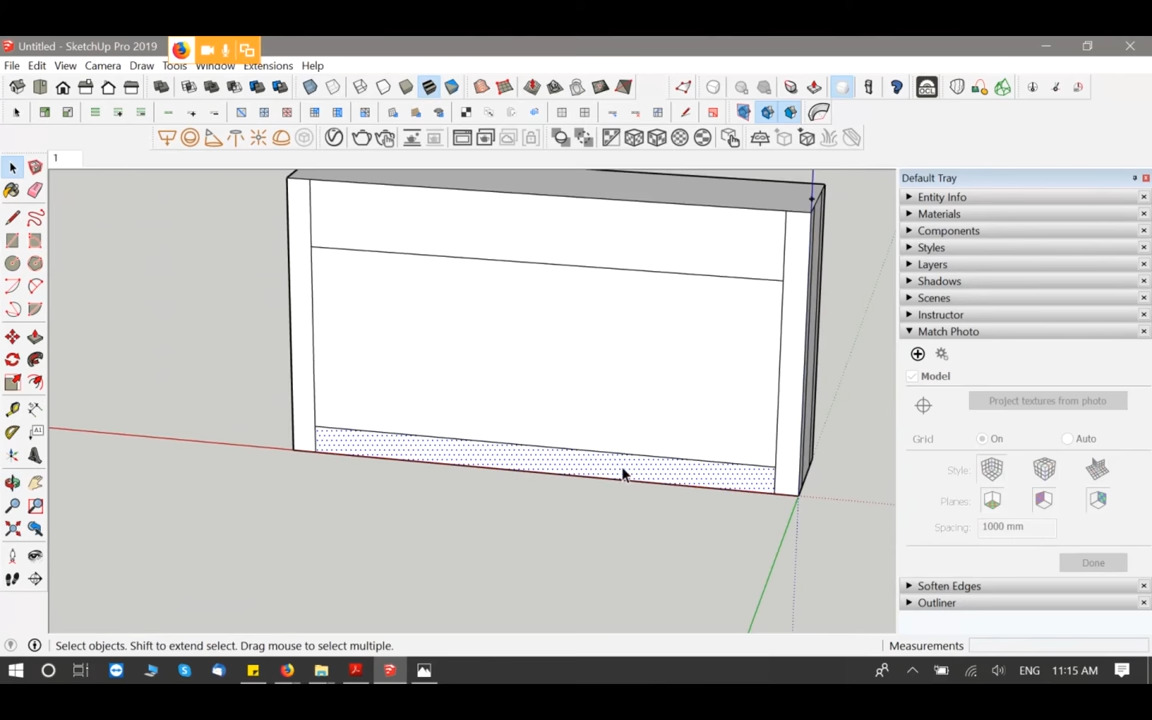 Untitled - SketchUp Pro 2019
File Edit View Camera Draw Tools Window Extensions Help
1
Default Tray
Entity Info
Materials
Components
Styles
Layers
Shadows
Scenes
Instructor
Match Photo
Model
Project textures from photo
Grid On Auto
Style:
Planes:
Spacing: 1000 mm
Done
Soften Edges
Outliner
Select objects. Shift to extend select. Drag mouse to select multiple.
Measurements
ENG 11:15 AM